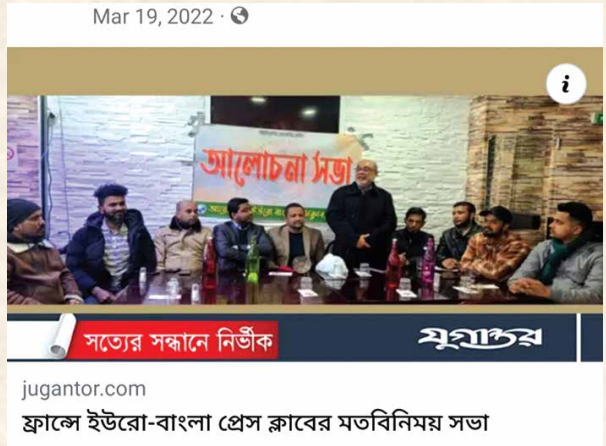 Mar 19, 2022
আলোচনা সভা
সত্যের সন্ধানে নির্ভীক
যুগান্তর
jugantor.com
ফ্রান্সে ইউরো-বাংলা প্রেস ক্লাবের মতবিনিময় সভা